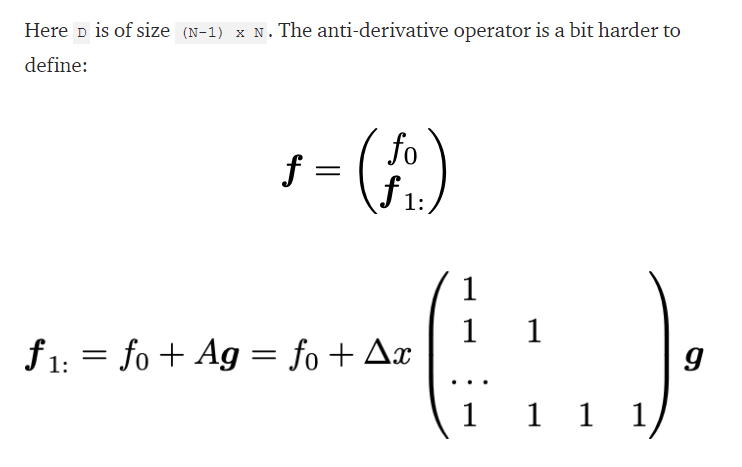 Here D is of size (N-1) x N. The anti-derivative operator is a bit harder to
define:
f = ( f0
f1: )
f1: = f0 + Ag = f0 + Δx ( 1
1 1
...
1 1 1 1 ) g